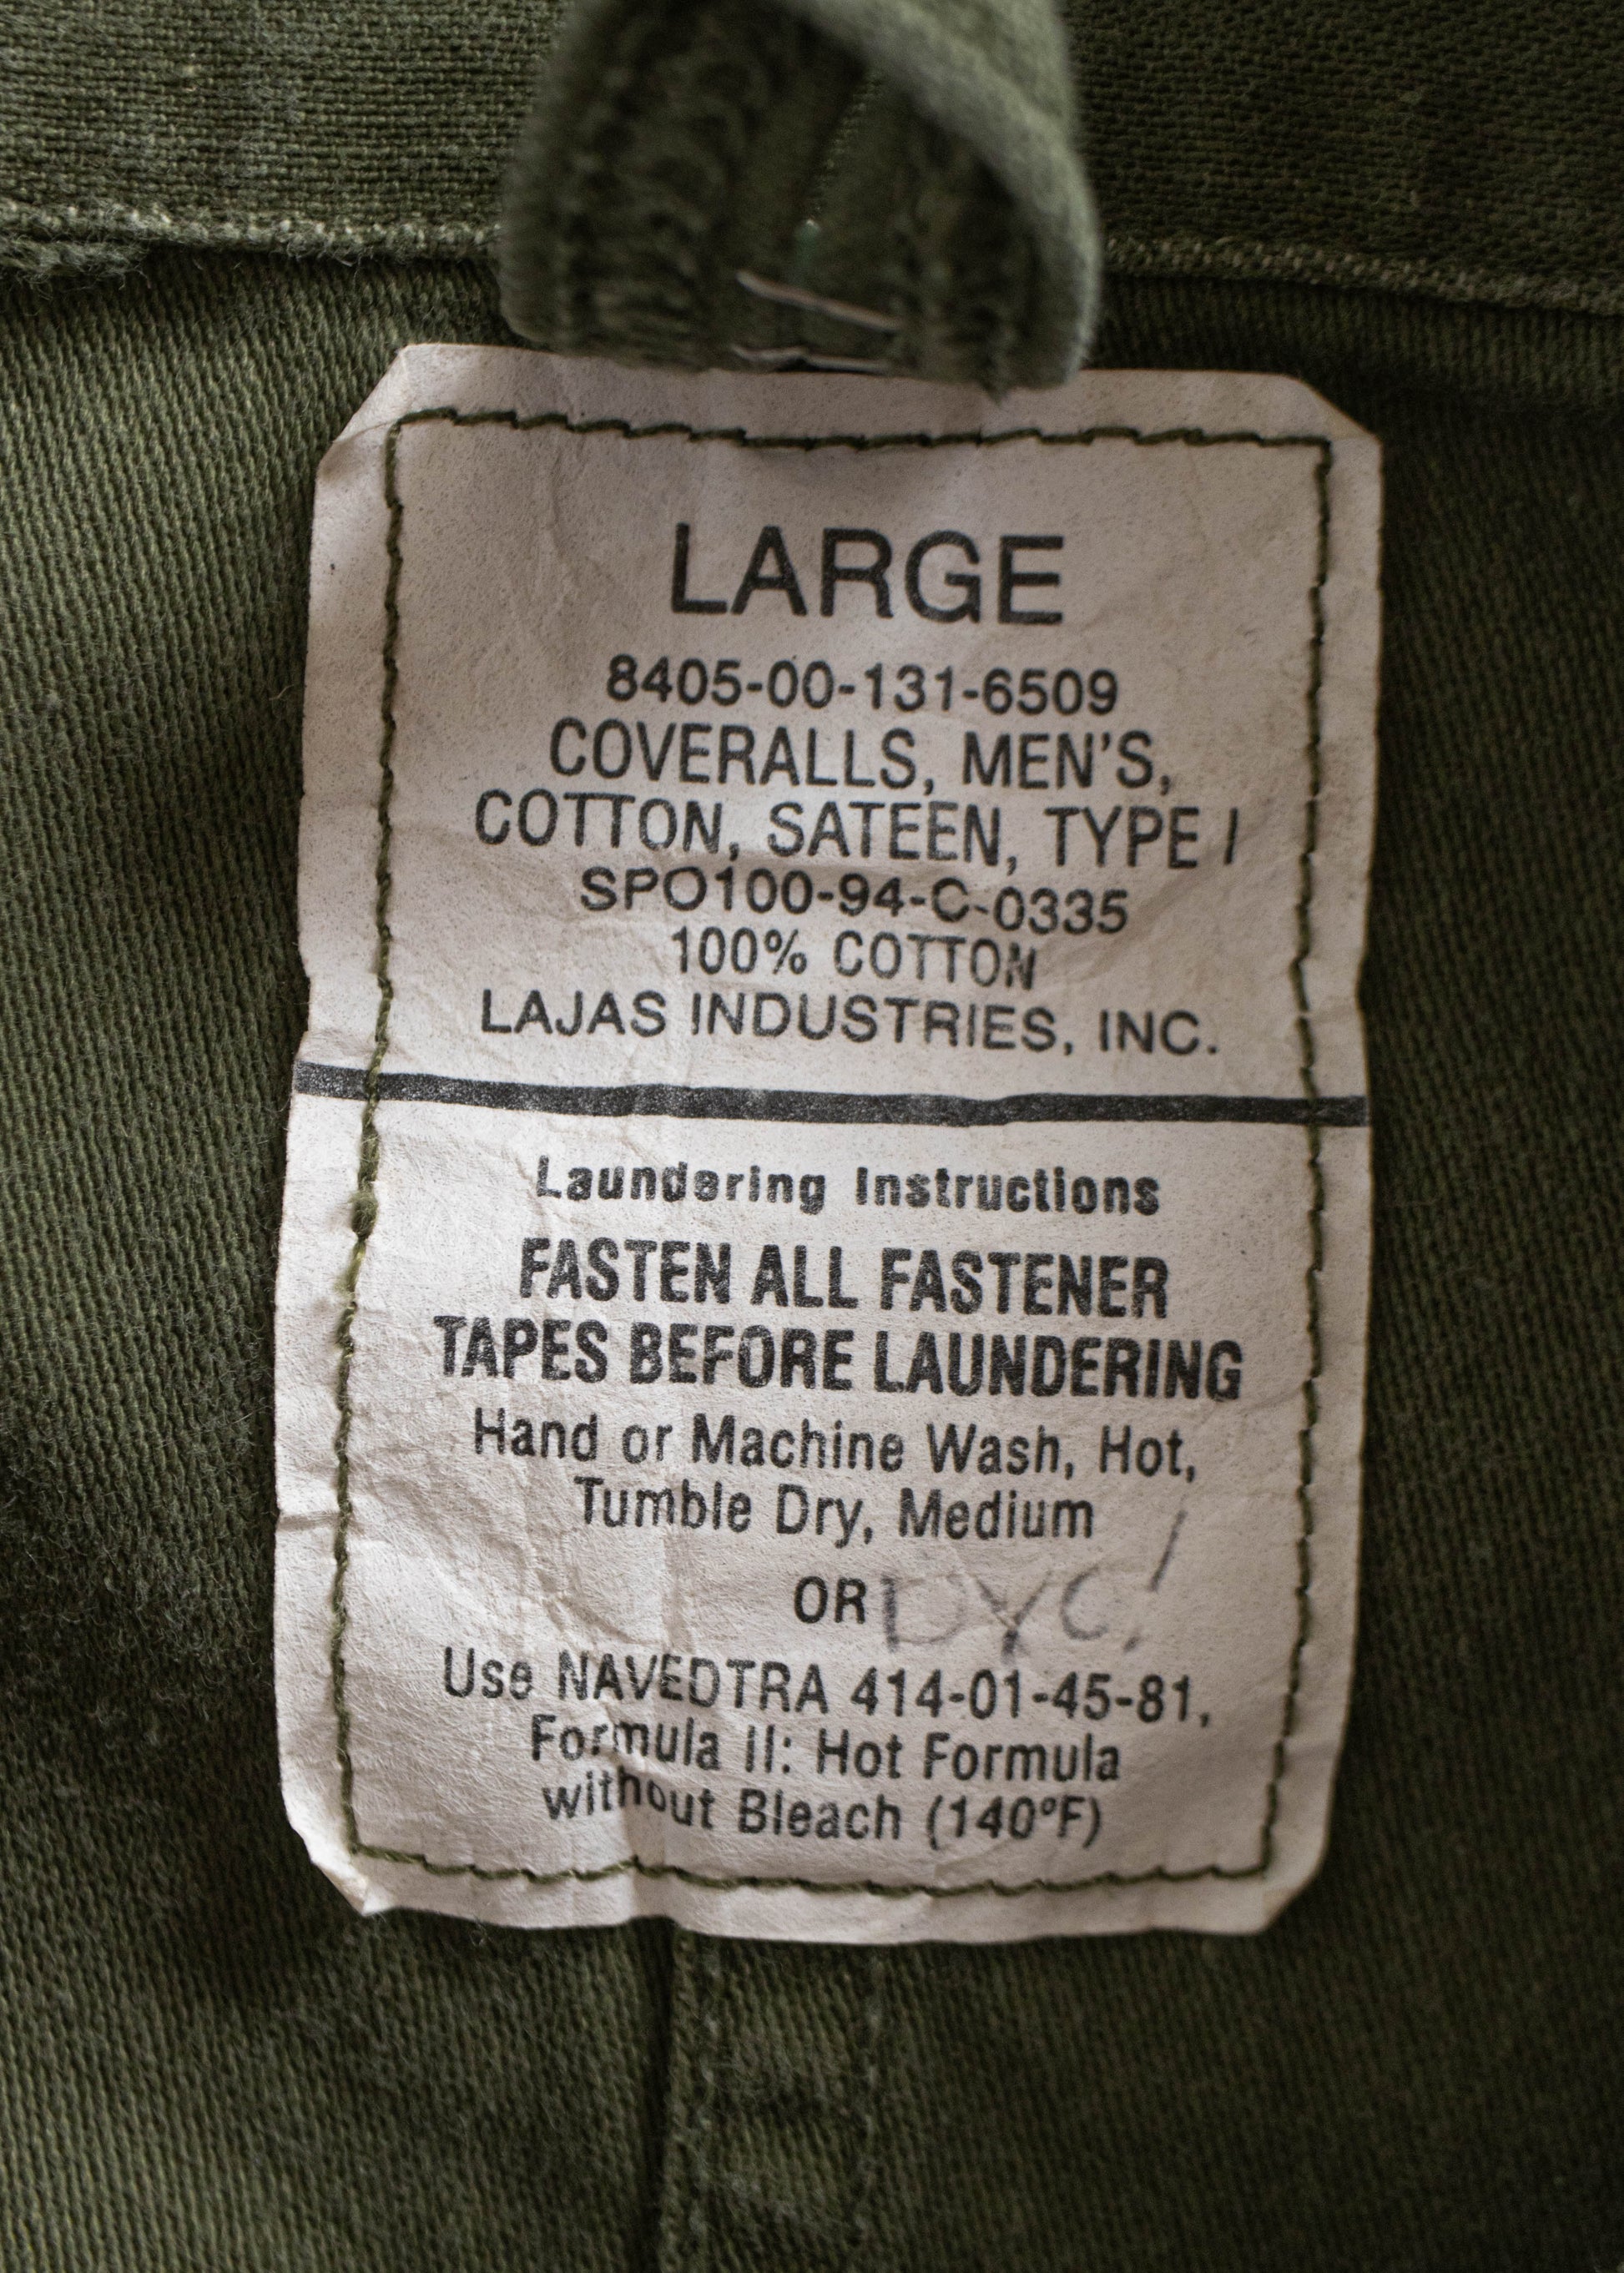 LARGE
8405-00-131-6509
COVERALLS, MEN'S,
COTTON, SATEEN, TYPE I
SPO100-94-C-0335
100% COTTON
LAJAS INDUSTRIES, INC.
Laundering Instructions
FASTEN ALL FASTENER
TAPES BEFORE LAUNDERING
Hand or Machine Wash, Hot,
Tumble Dry, Medium
OR
Use NAVEDTRA 414-01-45-81,
Formula II: Hot Formula
without Bleach (140°F)